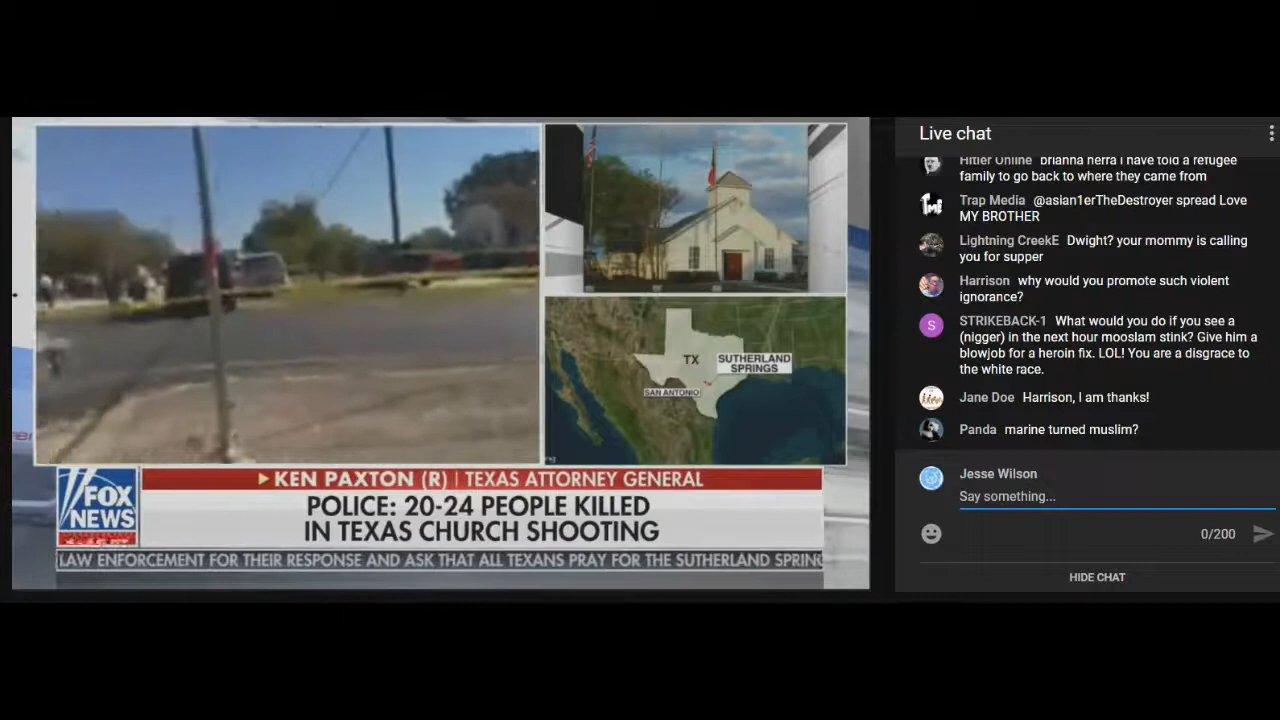 TX
SUTHERLAND
SPRINGS
SAN ANTONIO
KEN PAXTON (R) | TEXAS ATTORNEY GENERAL
FOX
NEWS
POLICE: 20-24 PEOPLE KILLED
IN TEXAS CHURCH SHOOTING
LAW ENFORCEMENT FOR THEIR RESPONSE AND ASK THAT ALL TEXANS PRAY FOR THE SUTHERLAND SPRING
Live chat
Hitler Online brianna herra I have told a refugee
family to go back to where they came from
Trap Media @asian1erTheDestroyer spread Love
MY BROTHER
Lightning CreekE Dwight? your mommy is calling
you for supper
Harrison why would you promote such violent
ignorance?
S
STRIKEBACK-1 What would you do if you see a
(nigger) in the next hour mooslam stink? Give him a
blowjob for a heroin fix. LOL! You are a disgrace to
the white race.
Jane Doe Harrison, I am thanks!
Panda marine turned muslim?
Jesse Wilson
Say something...
0/200
HIDE CHAT